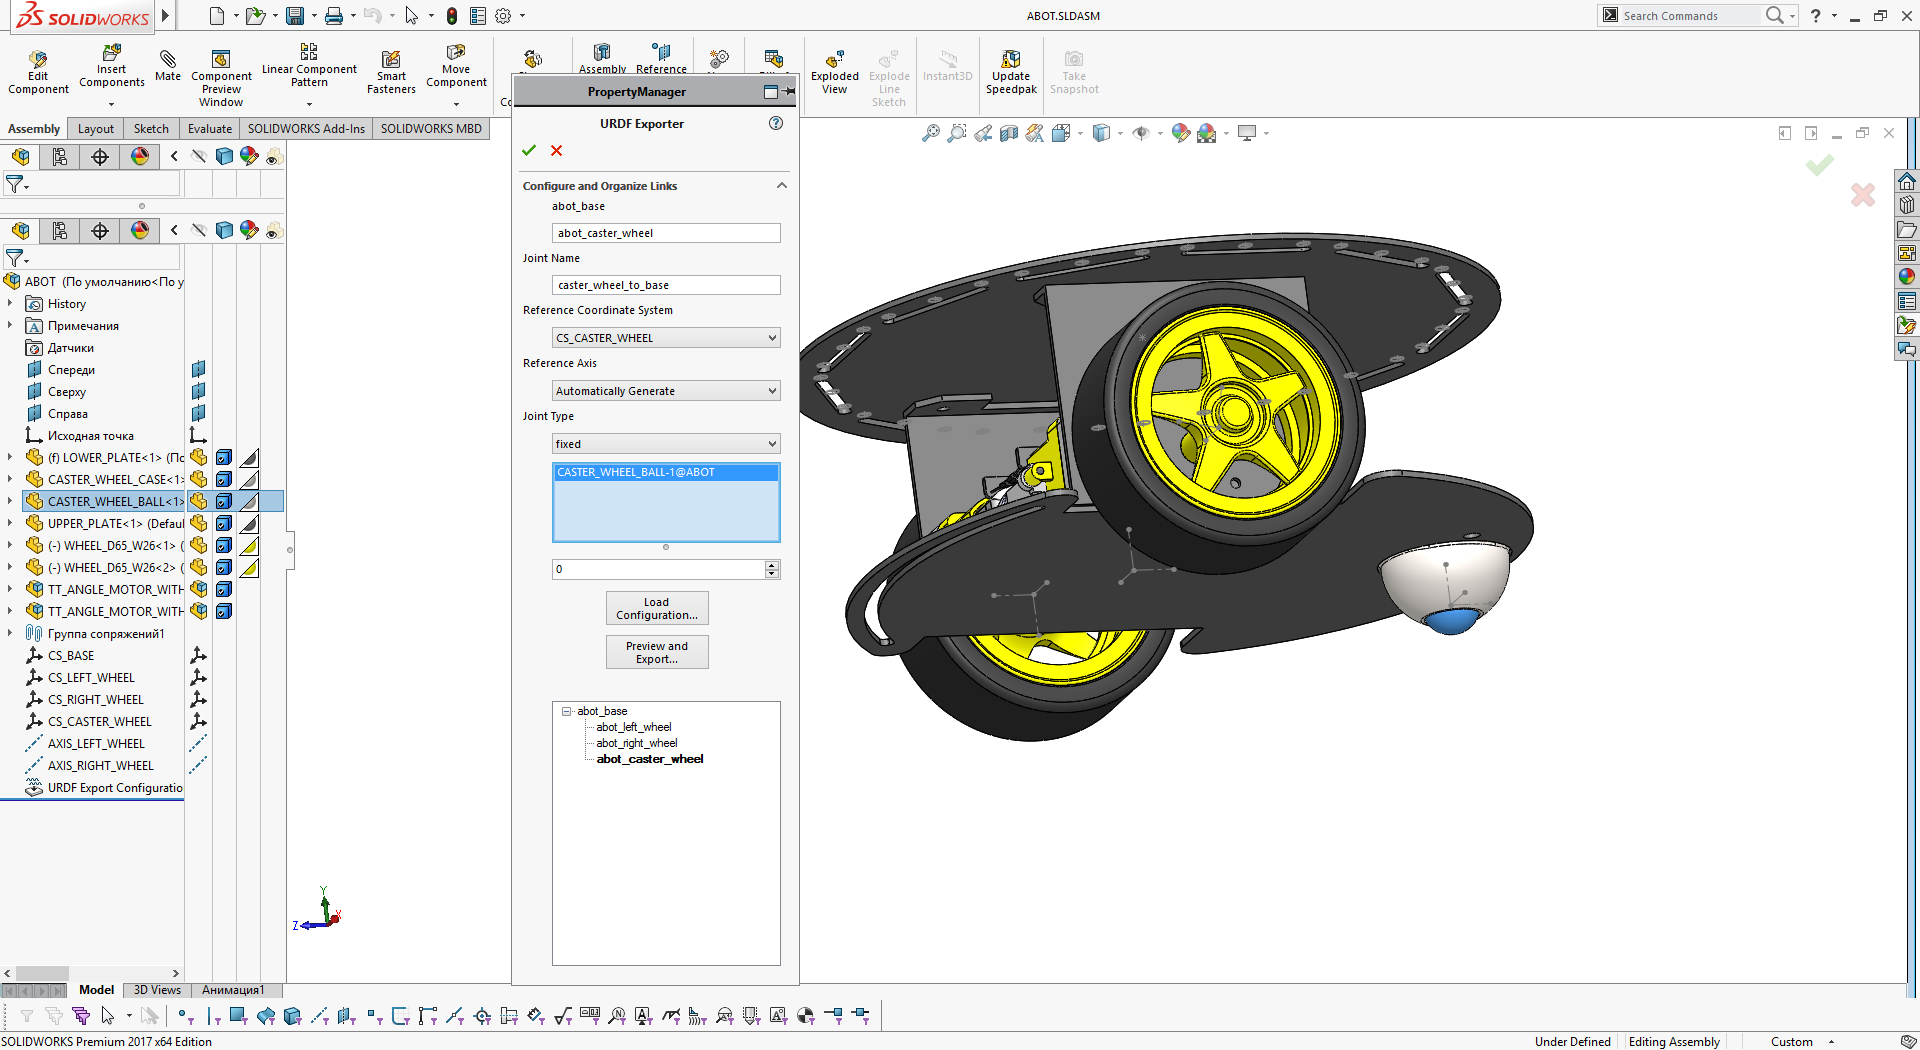 SOLIDWORKS
ABOT.SLDASM
Search Commands
Edit Component
Insert Components
Mate
Component Preview Window
Linear Component Pattern
Smart Fasteners
Move Component
Assembly
Reference
Exploded View
Explode Line Sketch
Instant3D
Update Speedpak
Take Snapshot
Assembly
Layout
Sketch
Evaluate
SOLIDWORKS Add-Ins
SOLIDWORKS MBD
PropertyManager
URDF Exporter
Configure and Organize Links
abot_base
abot_caster_wheel
Joint Name
caster_wheel_to_base
Reference Coordinate System
CS_CASTER_WHEEL
Reference Axis
Automatically Generate
Joint Type
fixed
CASTER_WHEEL_BALL-1@ABOT
0
Load Configuration...
Preview and Export...
abot_base
abot_left_wheel
abot_right_wheel
abot_caster_wheel
ABOT (По умолчанию<По у
History
Примечания
Датчики
Спереди
Сверху
Справа
Исходная точка
(f) LOWER_PLATE<1> (Пс
CASTER_WHEEL_CASE<1>
CASTER_WHEEL_BALL<1>
UPPER_PLATE<1> (Defaul
(-) WHEEL_D65_W26<1> (
(-) WHEEL_D65_W26<2> (
TT_ANGLE_MOTOR_WITH
TT_ANGLE_MOTOR_WITH
Группа сопряжений1
CS_BASE
CS_LEFT_WHEEL
CS_RIGHT_WHEEL
CS_CASTER_WHEEL
AXIS_LEFT_WHEEL
AXIS_RIGHT_WHEEL
URDF Export Configuratio
Y
X
Z
Model
3D Views
Анимация1
SOLIDWORKS Premium 2017 x64 Edition
Under Defined
Editing Assembly
Custom